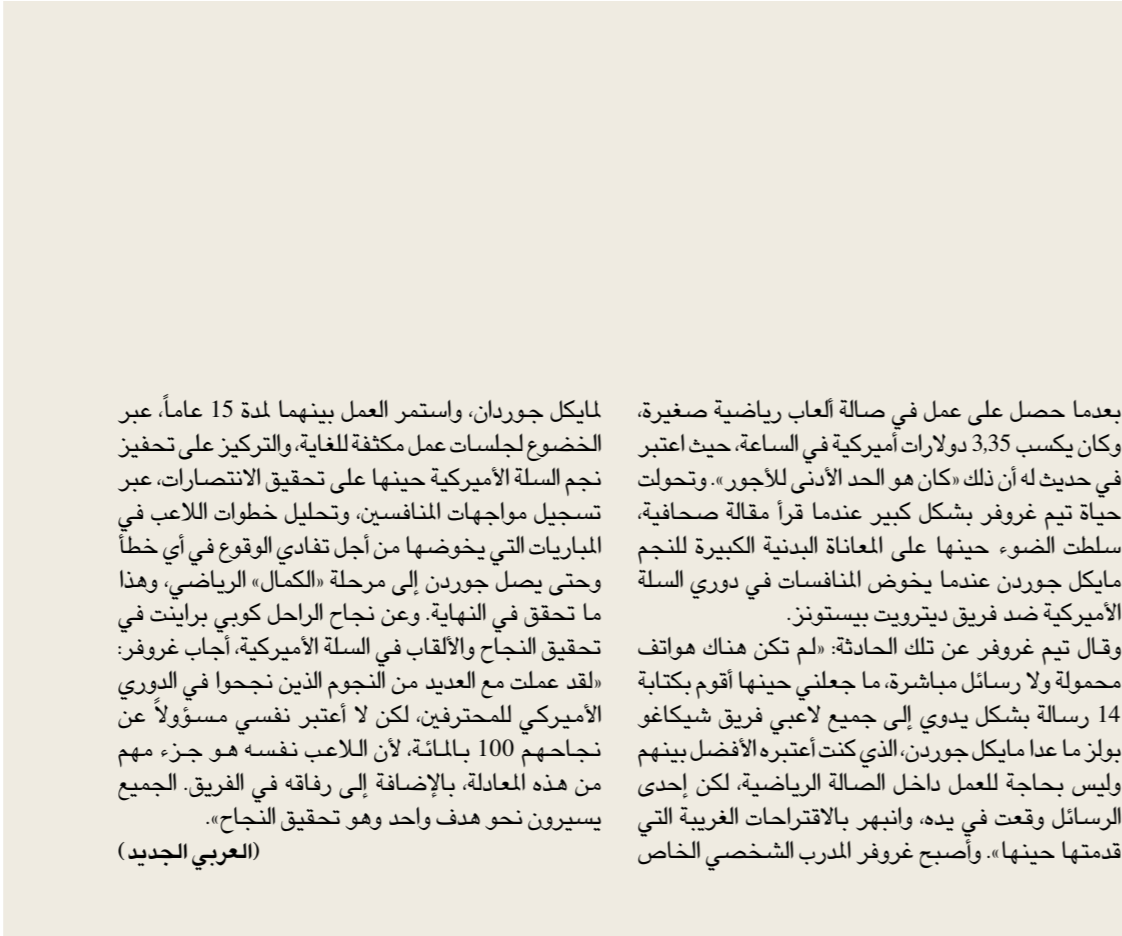 بعدما حصل على عمل في صالة ألعاب رياضية صغيرة،
وكان يكسب 3,35 دولارات أميركية في الساعة، حيث اعتبر
في حديث له أن ذلك «كان هو الحد الأدنى للأجور». وتحولت
حياة تيم غروفر بشكل كبير عندما قرأ مقالة صحافية،
سلطت الضوء حينها على المعاناة البدنية الكبيرة للنجم
مايكل جوردن عندما يخوض المنافسات في دوري السلة
الأميركية ضد فريق ديترويت بيستونز.
وقال تيم غروفر عن تلك الحادثة: «لم تكن هناك هواتف
محمولة ولا رسائل مباشرة، ما جعلني حينها أقوم بكتابة
14 رسالة بشكل يدوي إلى جميع لاعبي فريق شيكاغو
بولز ما عدا مايكل جوردن، الذي كنت أعتبره الأفضل بينهم
وليس بحاجة للعمل داخل الصالة الرياضية، لكن إحدى
الرسائل وقعت في يده، وانبهر بالاقتراحات الغريبة التي
قدمتها حينها». وأصبح غروفر المدرب الشخصي الخاص
لمايكل جوردان، واستمر العمل بينهما لمدة 15 عاماً، عبر
الخضوع لجلسات عمل مكثفة للغاية، والتركيز على تحفيز
نجم السلة الأميركية حينها على تحقيق الانتصارات، عبر
تسجيل مواجهات المنافسين، وتحليل خطوات اللاعب في
المباريات التي يخوضها من أجل تفادي الوقوع في أي خطأ
وحتى يصل جوردن إلى مرحلة «الكمال» الرياضي، وهذا
ما تحقق في النهاية. وعن نجاح الراحل كوبي براينت في
تحقيق النجاح والألقاب في السلة الأميركية، أجاب غروفر:
«لقد عملت مع العديد من النجوم الذين نجحوا في الدوري
الأميركي للمحترفين، لكن لا أعتبر نفسي مسؤولاً عن
نجاحهم 100 بالمائة، لأن اللاعب نفسه هو جزء مهم
من هذه المعادلة، بالإضافة إلى رفاقه في الفريق. الجميع
يسيرون نحو هدف واحد وهو تحقيق النجاح».
(العربي الجديد)